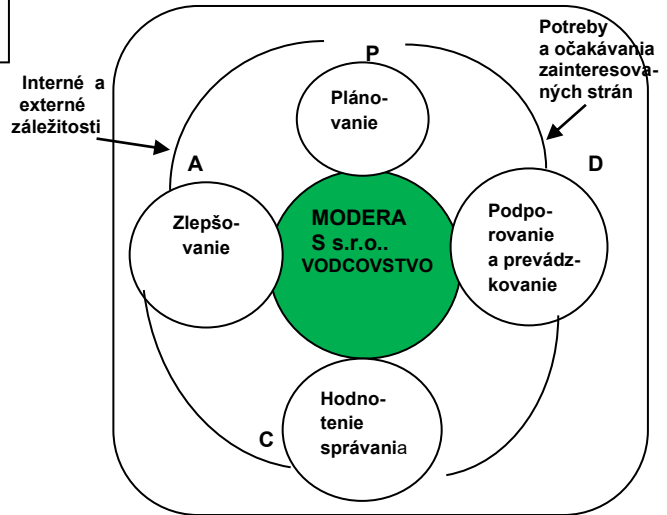 Potreby
a očakávania
zainteresova-
ných strán
Interné a
externé
záležitosti
P
Pláno-
vanie
A
D
Zlepšo-
vanie
MODERA
S s.r.o..
VODCOVSTVO
Podpo-
rovanie
a prevádz-
kovanie
C
Hodno-
tenie
správania